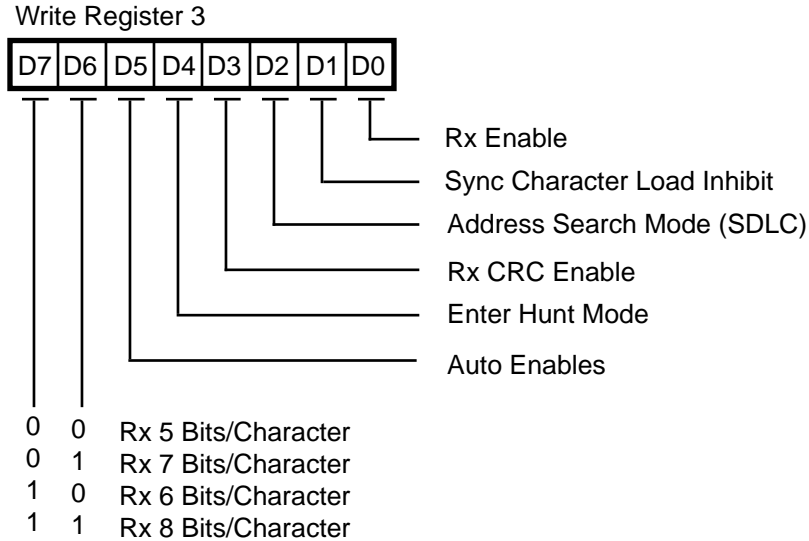 Write Register 3
D7 D6 D5 D4 D3 D2 D1 D0
Rx Enable
Sync Character Load Inhibit
Address Search Mode (SDLC)
Rx CRC Enable
Enter Hunt Mode
Auto Enables
0 0 Rx 5 Bits/Character
0 1 Rx 7 Bits/Character
1 0 Rx 6 Bits/Character
1 1 Rx 8 Bits/Character